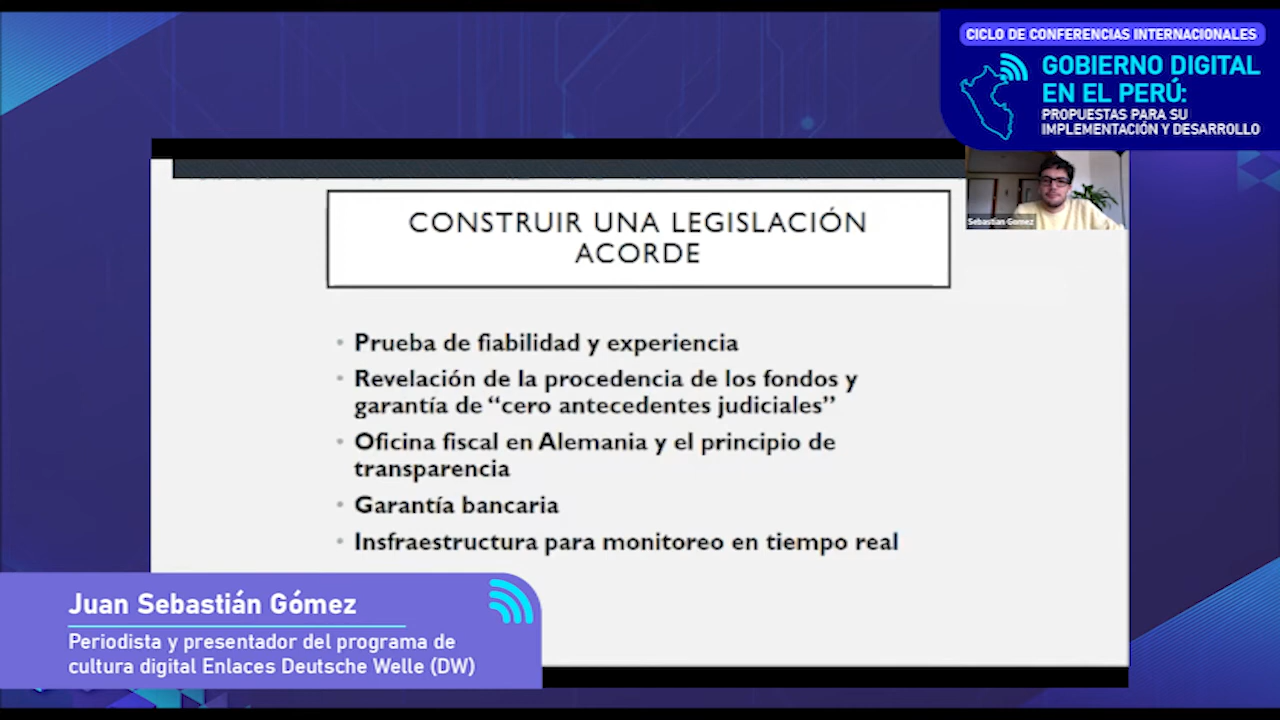 CICLO DE CONFERENCIAS INTERNACIONALES
GOBIERNO DIGITAL
EN EL PERÚ:
PROPUESTAS PARA SU
IMPLEMENTACIÓN Y DESARROLLO
Sebastian Gomez
CONSTRUIR UNA LEGISLACIÓN
ACORDE
• Prueba de fiabilidad y experiencia
• Revelación de la procedencia de los fondos y
garantía de “cero antecedentes judiciales”
• Oficina fiscal en Alemania y el principio de
transparencia
• Garantía bancaria
• Insfraestructura para monitoreo en tiempo real
Juan Sebastián Gómez
Periodista y presentador del programa de
cultura digital Enlaces Deutsche Welle (DW)